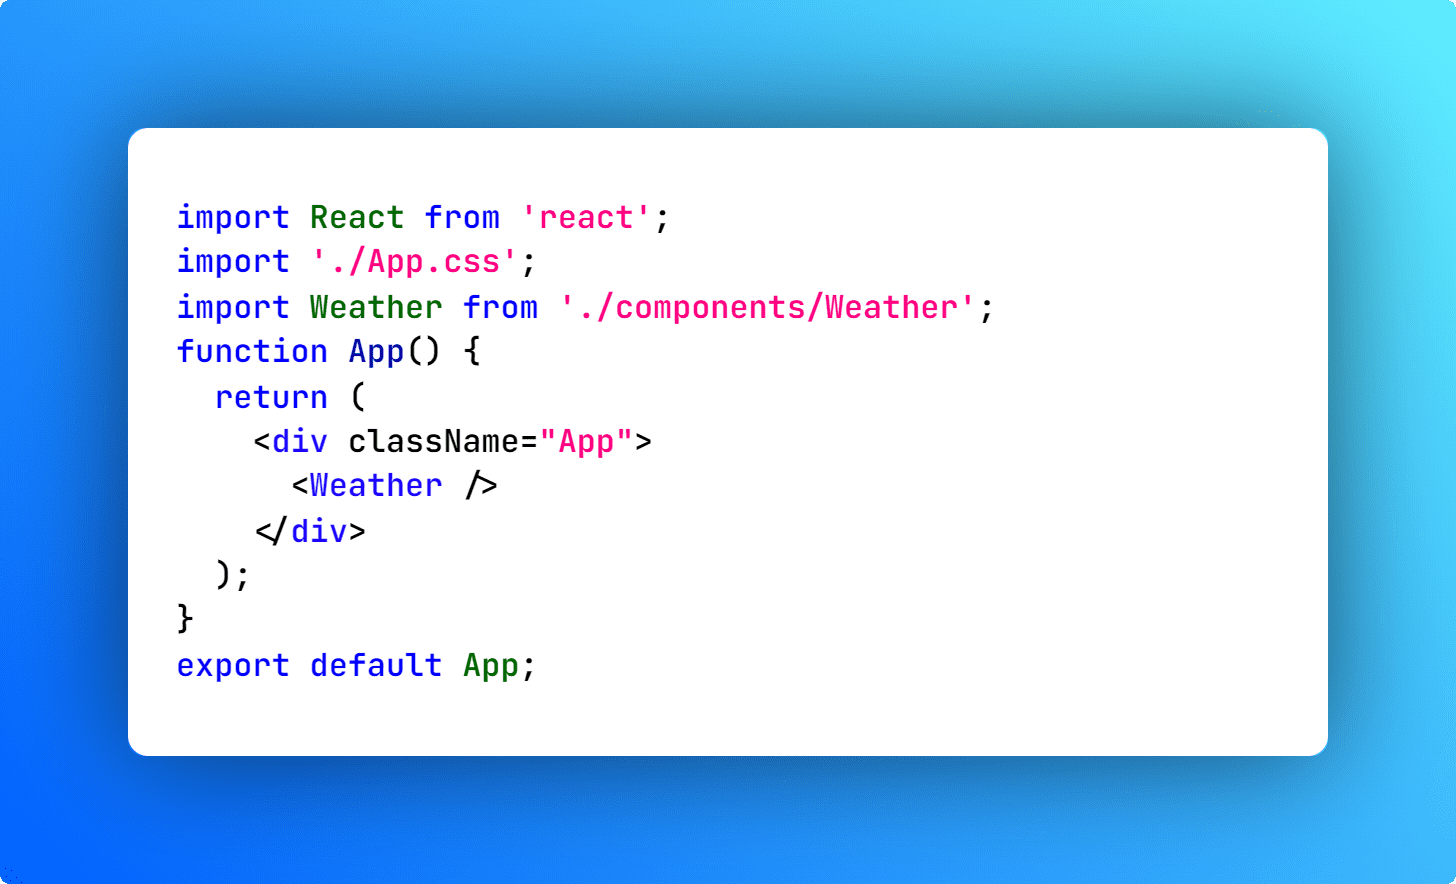 import React from 'react';
import './App.css';
import Weather from './components/Weather';
function App() {
  return (
    <div className="App">
      <Weather />
    </div>
  );
}
export default App;